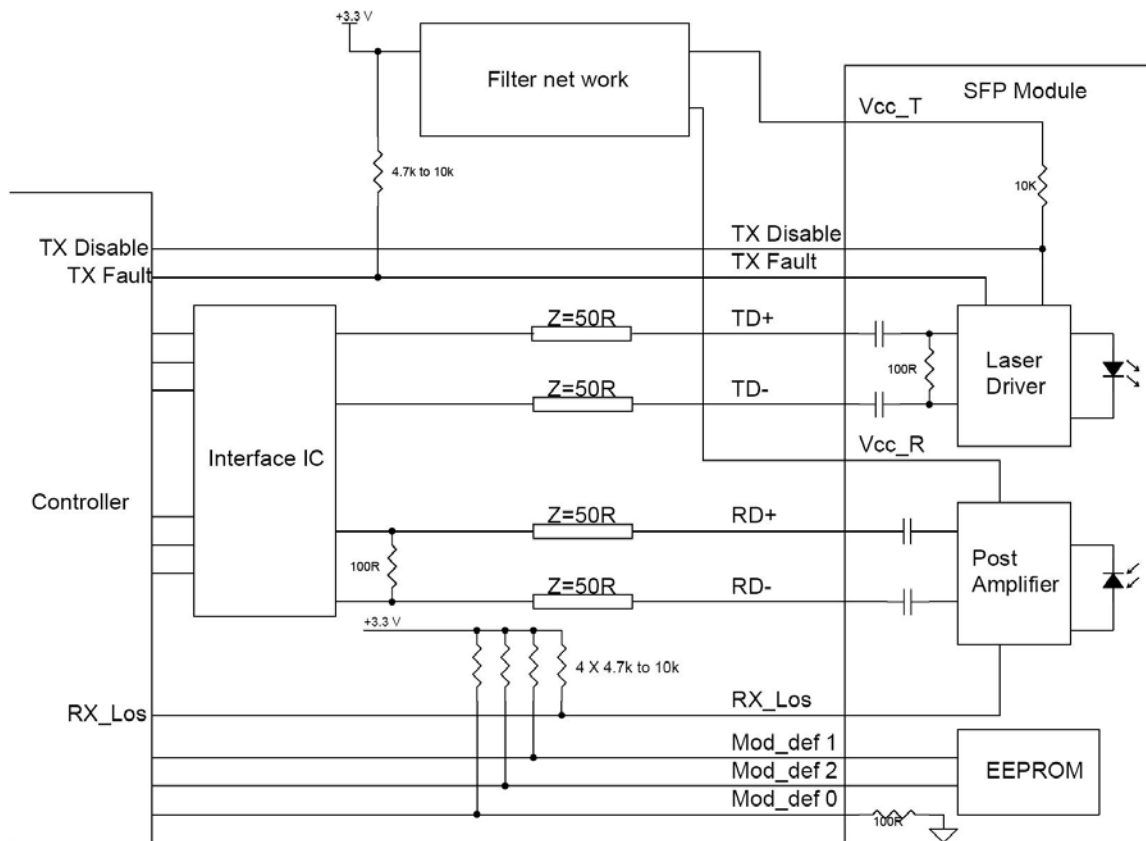 +3.3 V
Filter net work
SFP Module
Vcc_T
4.7k to 10k
10K
TX Disable
TX Disable
TX Fault
TX Fault
Z=50R
TD+
Laser
Driver
100R
Z=50R
TD-
Interface IC
Vcc_R
Controller
Z=50R
RD+
Post
Amplifier
100R
Z=50R
RD-
+3.3 V
4 X 4.7k to 10k
RX_Los
RX_Los
Mod_def 1
EEPROM
Mod_def 2
Mod_def 0
100R